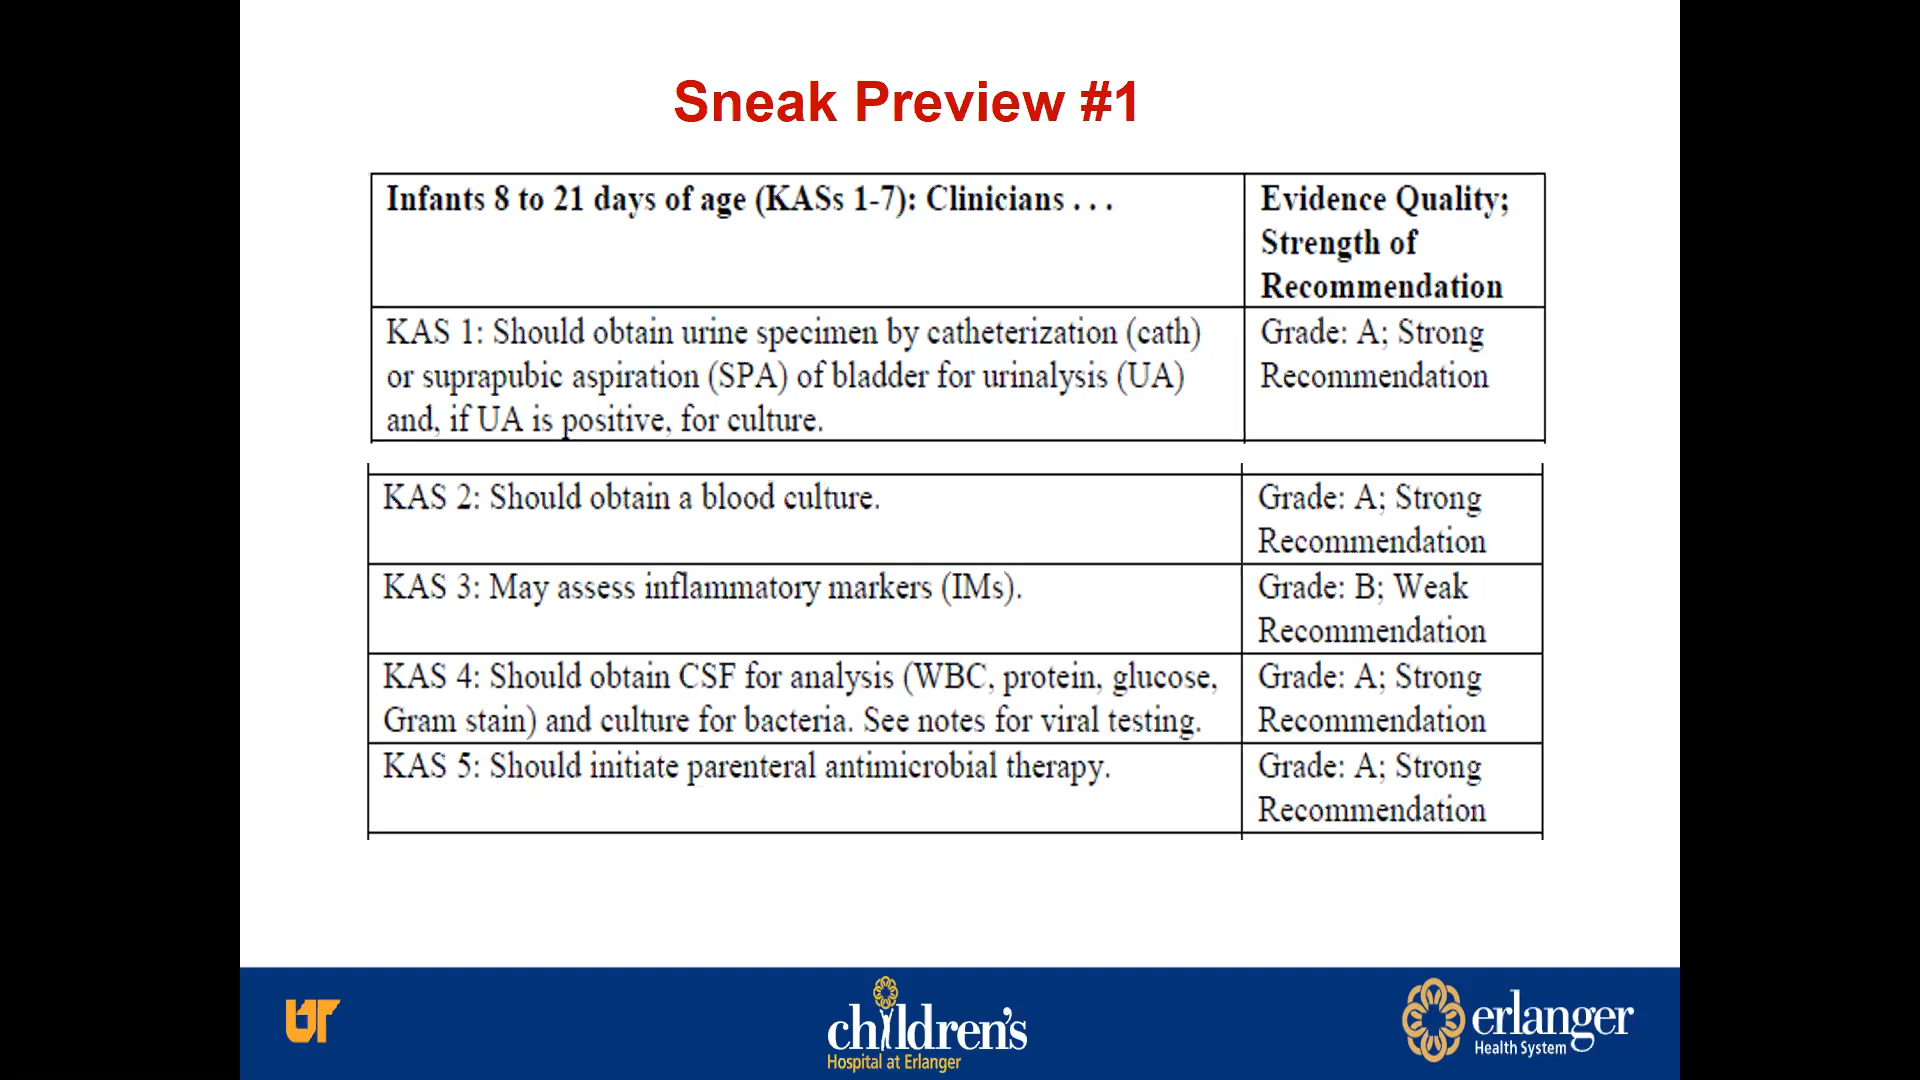 Sneak Preview #1
Infants 8 to 21 days of age (KASs 1-7): Clinicians . . .
Evidence Quality;
Strength of
Recommendation
KAS 1: Should obtain urine specimen by catheterization (cath)
or suprapubic aspiration (SPA) of bladder for urinalysis (UA)
and, if UA is positive, for culture.
Grade: A; Strong
Recommendation
KAS 2: Should obtain a blood culture.
Grade: A; Strong
Recommendation
KAS 3: May assess inflammatory markers (IMs).
Grade: B; Weak
Recommendation
KAS 4: Should obtain CSF for analysis (WBC, protein, glucose,
Gram stain) and culture for bacteria. See notes for viral testing.
Grade: A; Strong
Recommendation
KAS 5: Should initiate parenteral antimicrobial therapy.
Grade: A; Strong
Recommendation
UT
children's
Hospital at Erlanger
erlanger
Health System